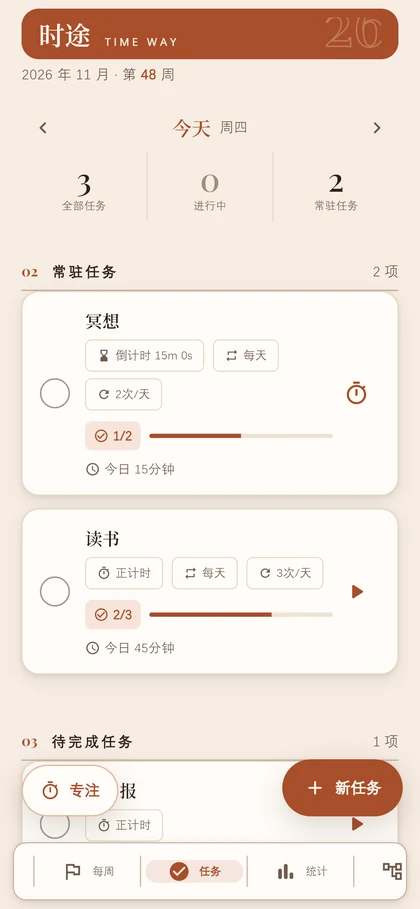 时途 TIME WAY
2026 年 11 月 · 第 48 周
今天 周四
3 0 2
全部任务 进行中 常驻任务
02 常驻任务 2 项
冥想
倒计时 15m 0s 每天
2次/天
1/2
今日 15分钟
读书
正计时 每天 3次/天
2/3
今日 45分钟
03 待完成任务 1 项
专注 报 + 新任务
正计时
每周 任务 统计